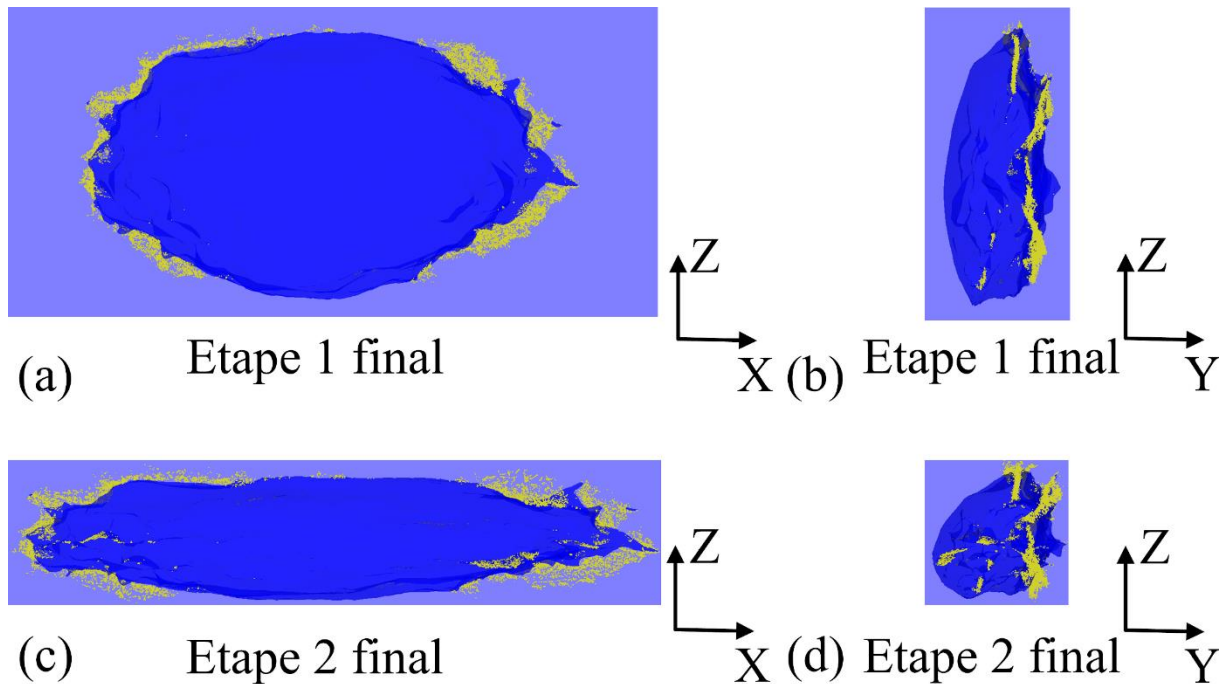 Z
Z
X
Y
(a) Etape 1 final
(b) Etape 1 final
Z
Z
X
Y
(c) Etape 2 final
(d) Etape 2 final